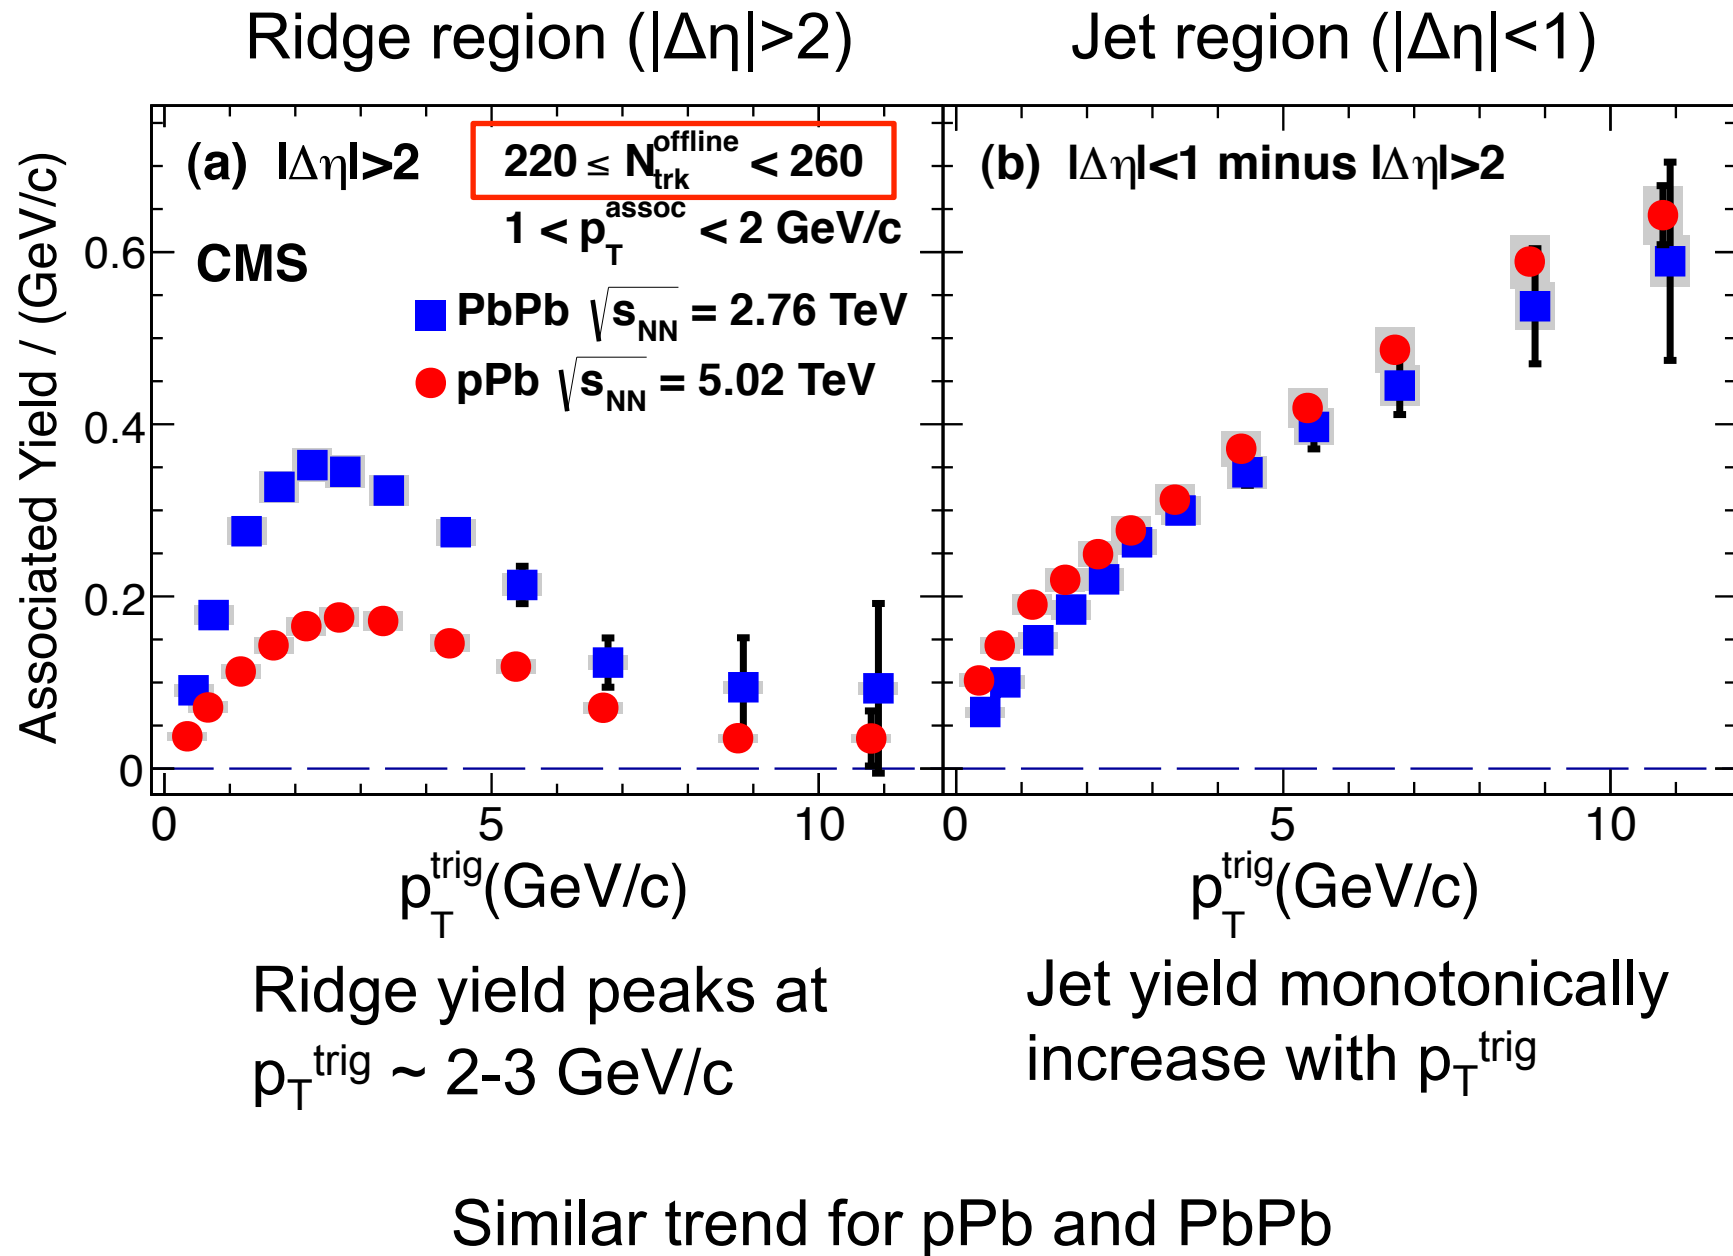 Ridge region (|Δη|>2)
Jet region (|Δη|<1)
(a) |Δη|>2
220 ≤ N_trk^offline < 260
1 < p_T^assoc < 2 GeV/c
CMS
PbPb √s_NN = 2.76 TeV
pPb √s_NN = 5.02 TeV
(b) |Δη|<1 minus |Δη|>2
Associated Yield / (GeV/c)
0.6
0.4
0.2
0
0 5 10
0 5 10
p_T^trig(GeV/c)
p_T^trig(GeV/c)
Ridge yield peaks at
p_T^trig ~ 2-3 GeV/c
Jet yield monotonically
increase with p_T^trig
Similar trend for pPb and PbPb